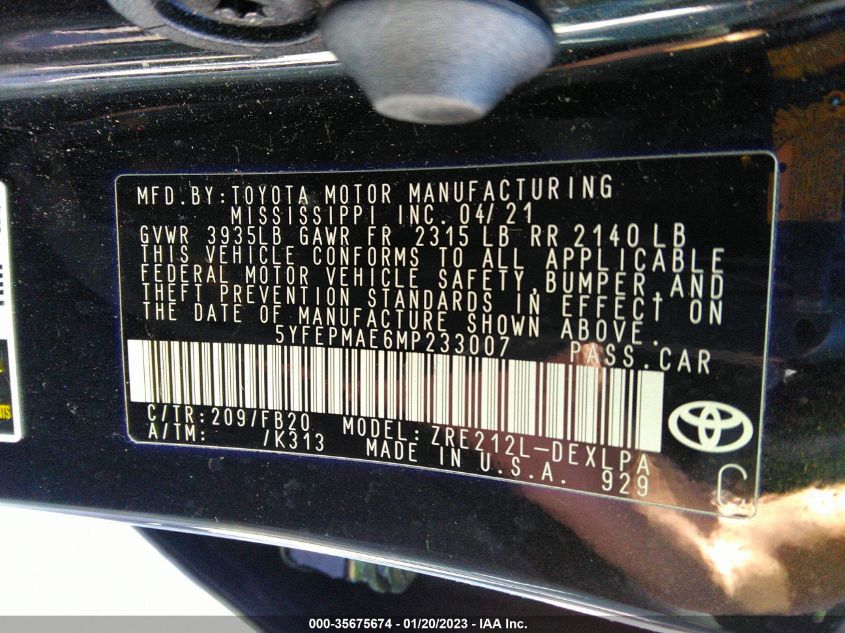 MFD. BY: TOYOTA MOTOR MANUFACTURING
MISSISSIPPI INC. 04/21
GVWR 3935LB GAWR FR 2315 LB RR 2140 LB
THIS VEHICLE CONFORMS TO ALL APPLICABLE
FEDERAL MOTOR VEHICLE SAFETY, BUMPER, AND
THEFT PREVENTION STANDARDS IN EFFECT ON
THE DATE OF MANUFACTURE SHOWN ABOVE.
5YFEPMAE6MP233007 PASS. CAR
C/TR: 209/FB20 MODEL: ZRE212L-DEXLPA
A/TM: /K313 MADE IN U.S.A. 929
000-35675674 - 01/20/2023 - IAA Inc.